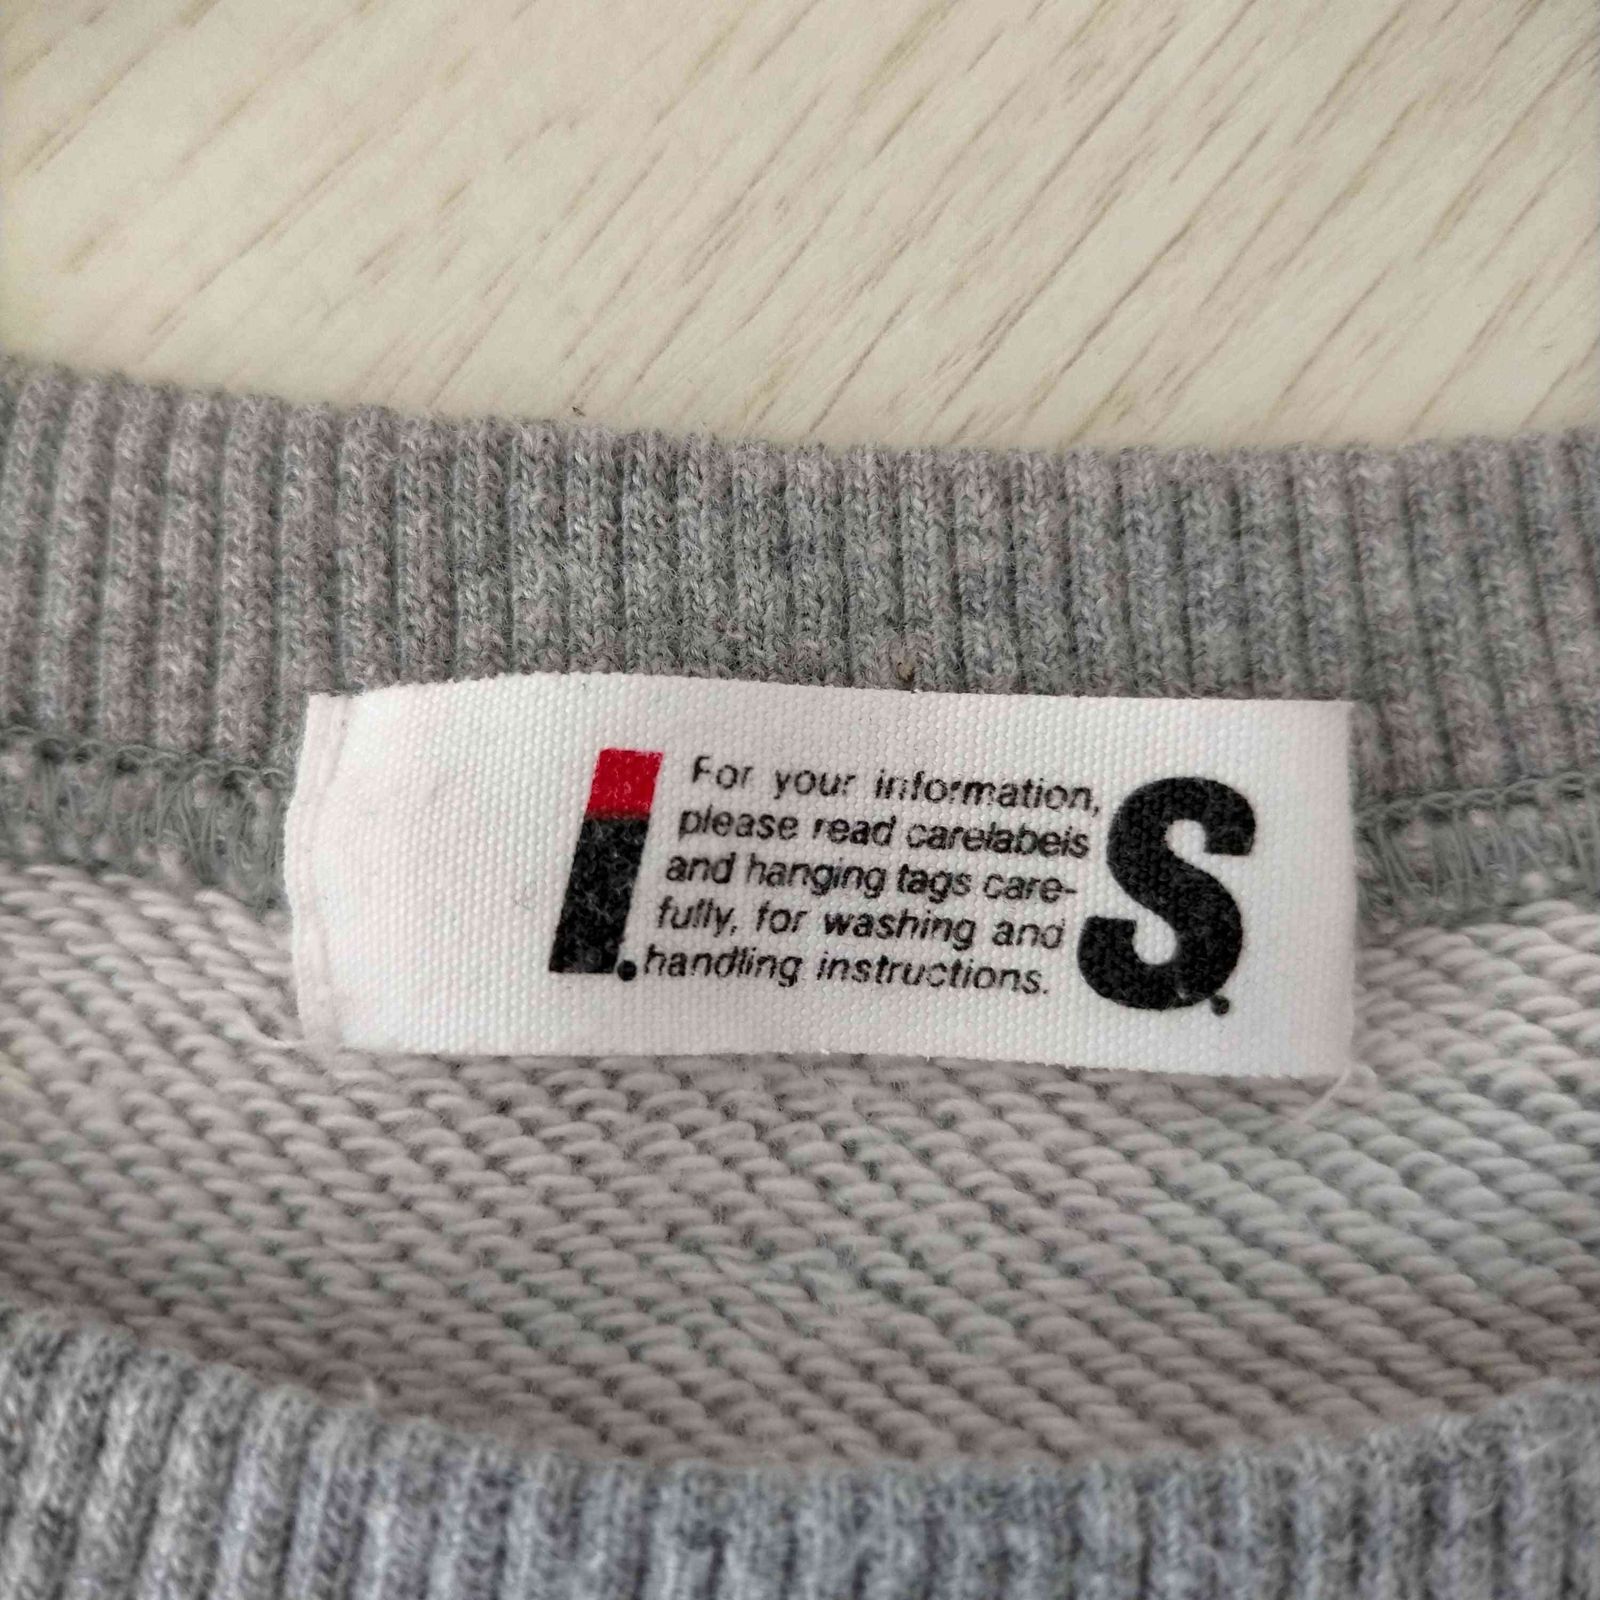 I.S.
For your information,
please read carelabels
and hanging tags care-
fully, for washing and
handling instructions.